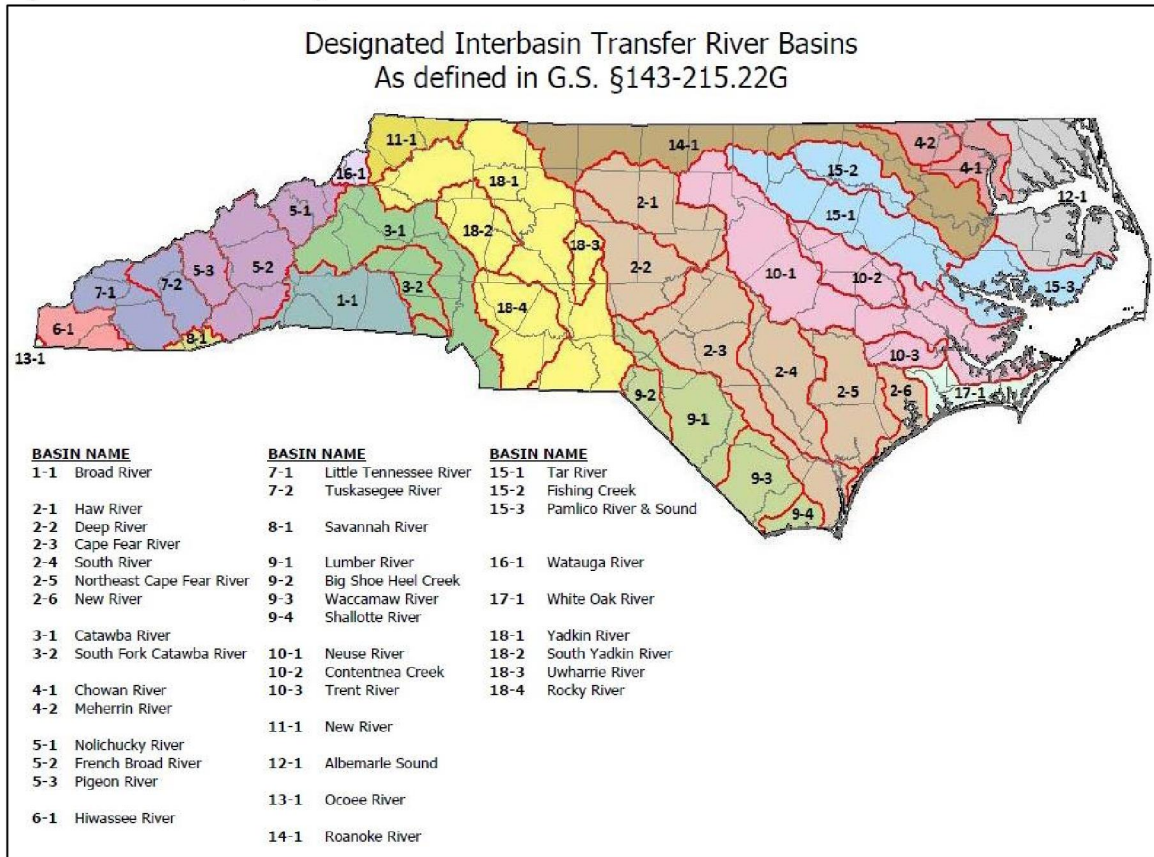 Designated Interbasin Transfer River Basins
As defined in G.S. §143-215.22G
11-1
14-1
4-2
4-1
16-1
18-1
15-2
12-1
5-1
3-1
18-2
2-1
15-1
18-3
5-3
5-2
2-2
10-1
10-2
7-1
7-2
3-2
15-3
1-1
18-4
6-1
8-1
2-3
2-4
10-3
13-1
9-2
2-5
2-6
17-1
9-1
9-3
9-4
BASIN NAME
1-1 Broad River
2-1 Haw River
2-2 Deep River
2-3 Cape Fear River
2-4 South River
2-5 Northeast Cape Fear River
2-6 New River
3-1 Catawba River
3-2 South Fork Catawba River
4-1 Chowan River
4-2 Meherrin River
5-1 Nolichucky River
5-2 French Broad River
5-3 Pigeon River
6-1 Hiwassee River
BASIN NAME
7-1 Little Tennessee River
7-2 Tuskasegee River
8-1 Savannah River
9-1 Lumber River
9-2 Big Shoe Heel Creek
9-3 Waccamaw River
9-4 Shallotte River
10-1 Neuse River
10-2 Contentnea Creek
10-3 Trent River
11-1 New River
12-1 Albemarle Sound
13-1 Ocoee River
14-1 Roanoke River
BASIN NAME
15-1 Tar River
15-2 Fishing Creek
15-3 Pamlico River & Sound
16-1 Watauga River
17-1 White Oak River
18-1 Yadkin River
18-2 South Yadkin River
18-3 Uwharrie River
18-4 Rocky River